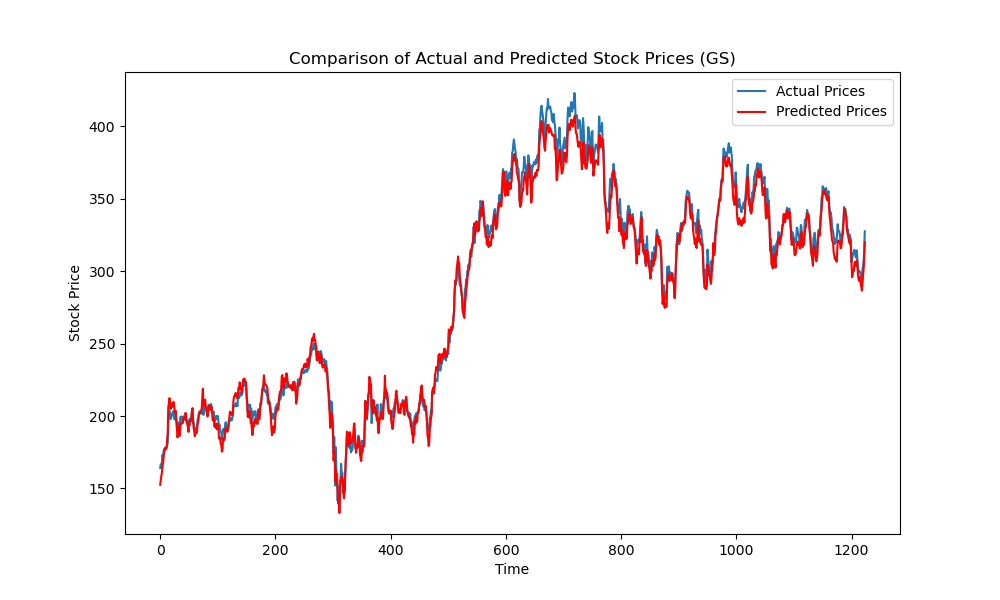 Comparison of Actual and Predicted Stock Prices (GS)
Actual Prices
Predicted Prices
Stock Price
400
350
300
250
200
150
0 200 400 600 800 1000 1200
Time